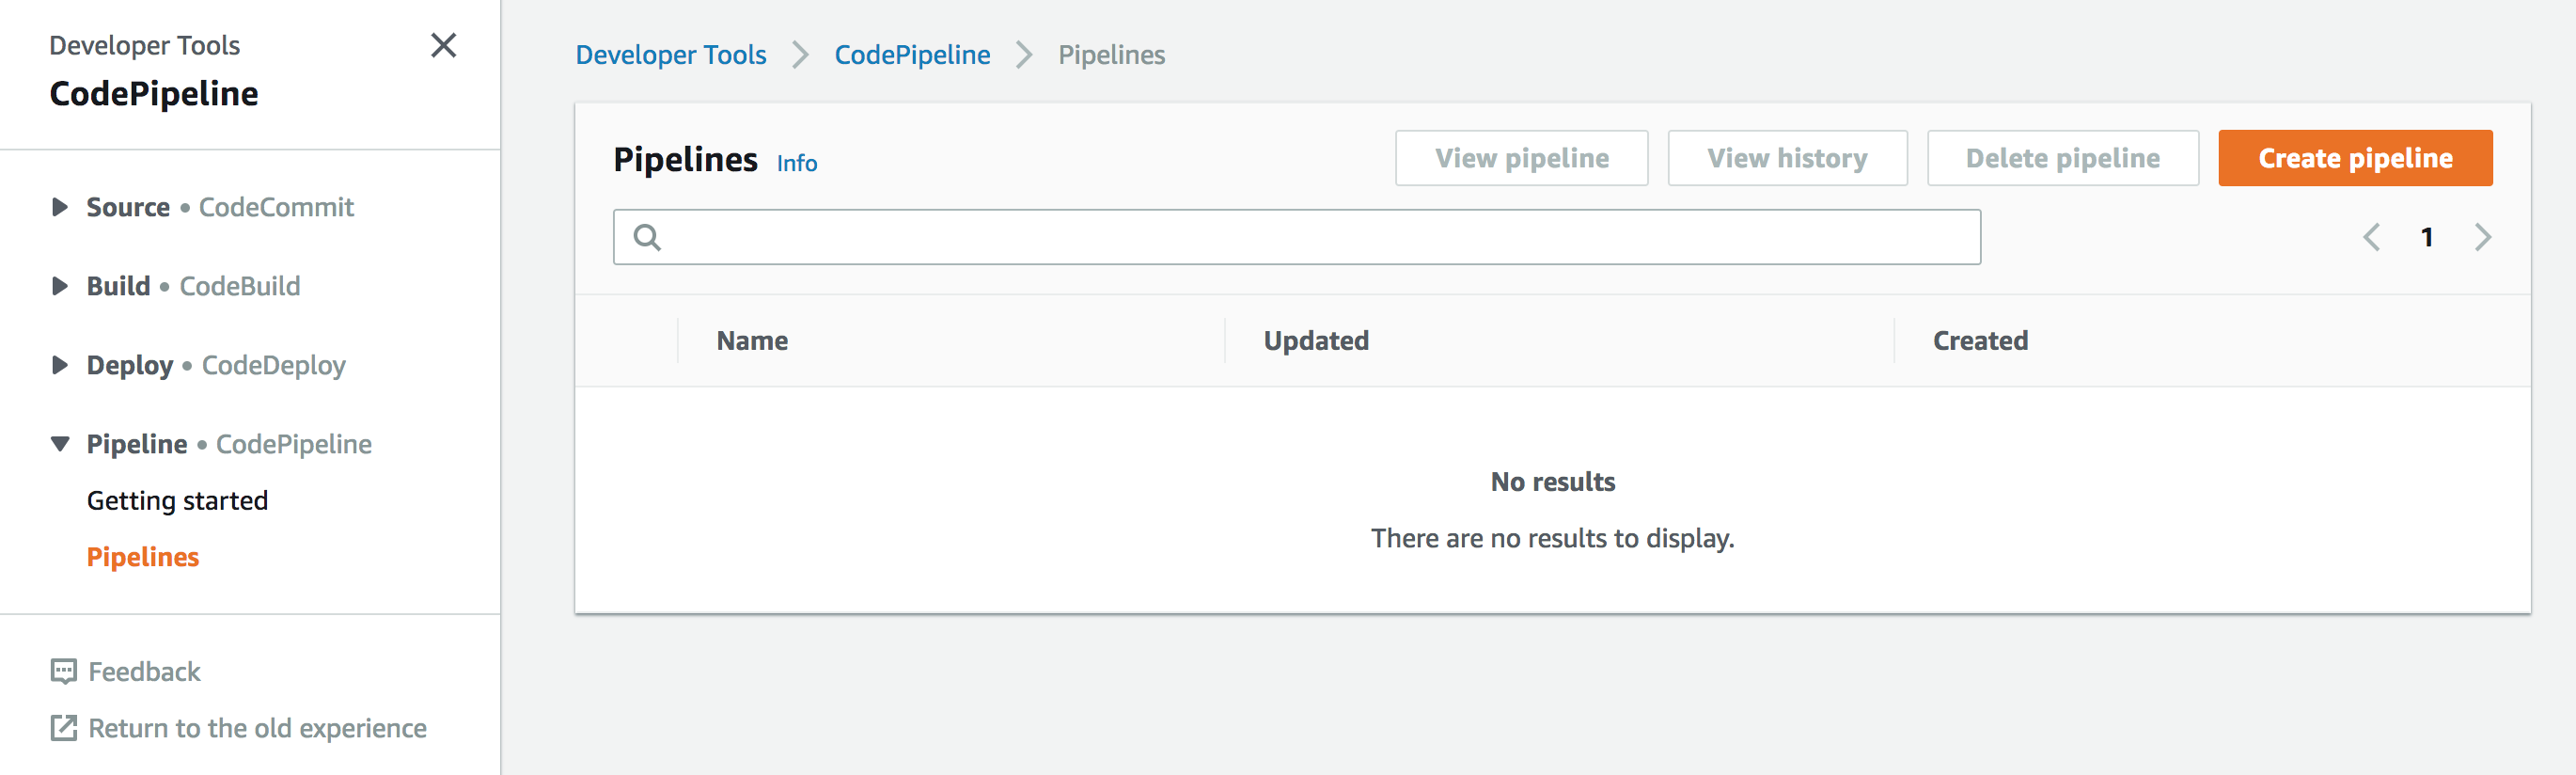 Developer Tools
CodePipeline
Source • CodeCommit
Build • CodeBuild
Deploy • CodeDeploy
Pipeline • CodePipeline
Getting started
Pipelines
Feedback
Return to the old experience
Developer Tools > CodePipeline > Pipelines
Pipelines Info View pipeline View history Delete pipeline Create pipeline
1
Name Updated Created
No results
There are no results to display.